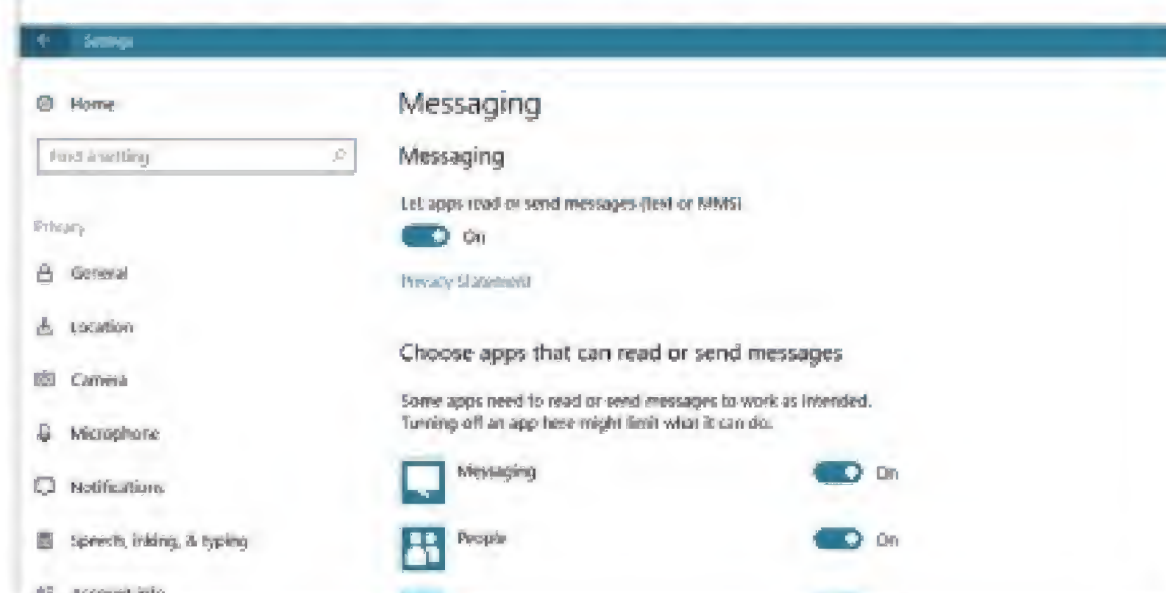 Settings
Home
Find a setting
Privacy
General
Location
Camera
Microphone
Notifications
Speech, inking, & typing
Account info
Messaging
Messaging
Let apps read or send messages (text or MMS)
On
Privacy Statement
Choose apps that can read or send messages
Some apps need to read or send messages to work as intended.
Turning off an app here might limit what it can do.
Messaging
On
People
On